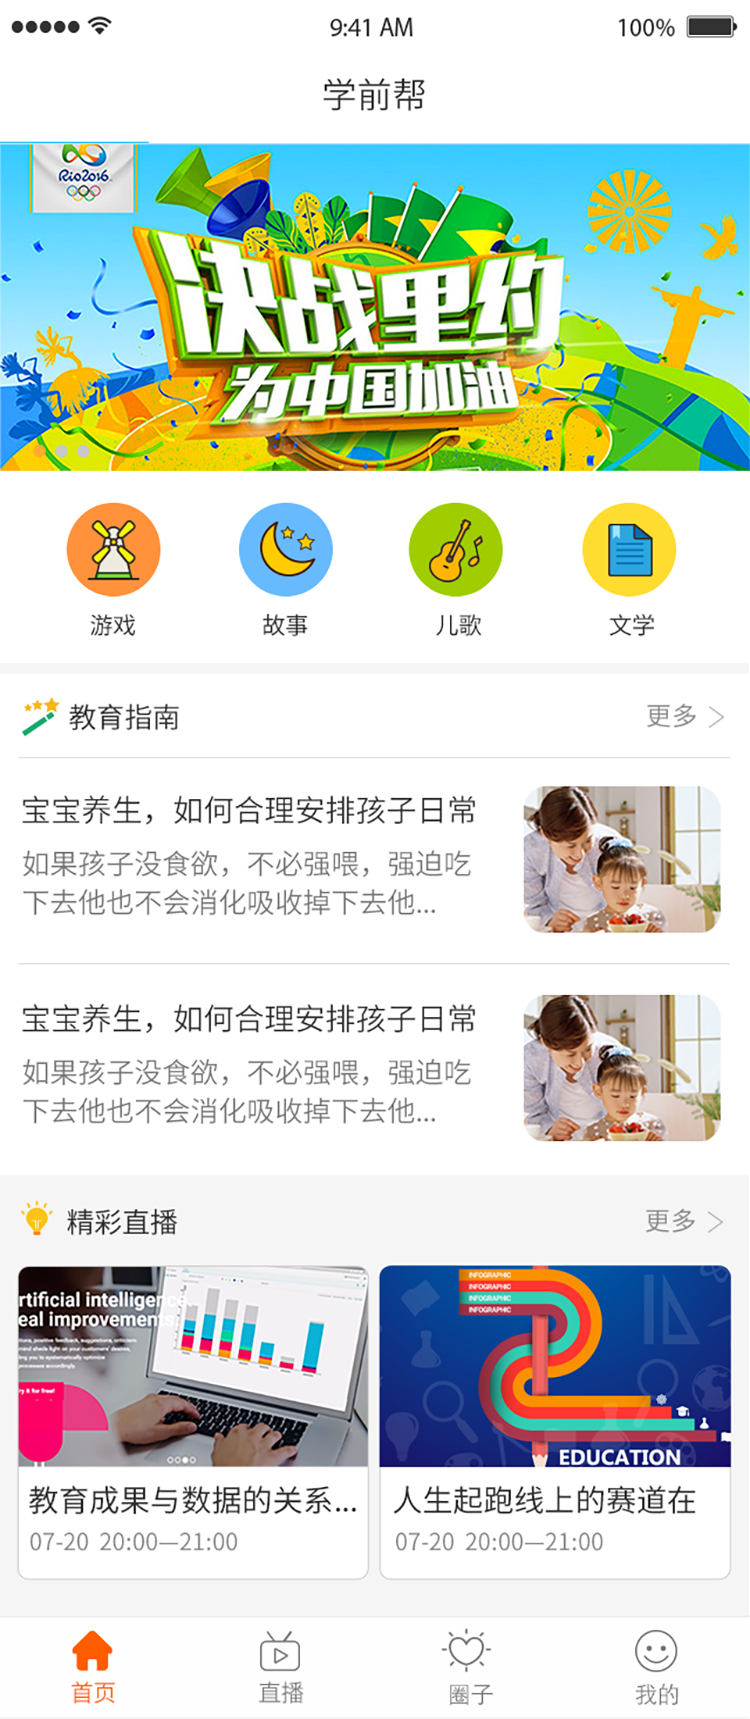 9:41 AM
100%
学前帮
Rio2016
决战里约
为中国加油
游戏
故事
儿歌
文学
教育指南
更多
宝宝养生，如何合理安排孩子日常
如果孩子没食欲，不必强喂，强迫吃
下去他也不会消化吸收掉下去他...
宝宝养生，如何合理安排孩子日常
如果孩子没食欲，不必强喂，强迫吃
下去他也不会消化吸收掉下去他...
精彩直播
更多
rtificial intelligence
eal improvements
INFOGRAPHIC
INFOGRAPHIC
INFOGRAPHIC
INFOGRAPHIC
EDUCATION
教育成果与数据的关系...
07-20 20:00—21:00
人生起跑线上的赛道在
07-20 20:00—21:00
首页
直播
圈子
我的